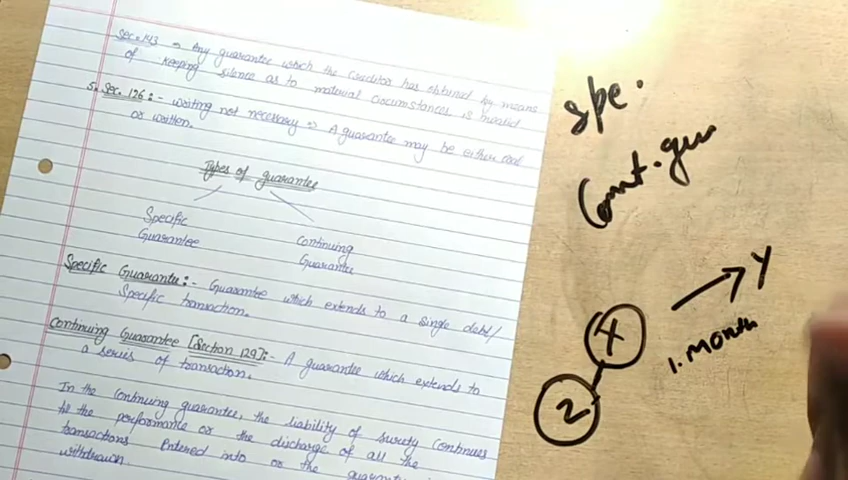 Sec.143 → Any guarantee which the Creditor has obtained by means
of keeping silence as to material circumstances is invalid
5. Sec. 126 :- writing not necessary ⇒ A guarantee may be either oral
or written.
Types of guarantee
Specific
Guarantee
Continuing
Guarantee
Specific Guarantee :- Guarantee which extends to a single debt/
Specific transaction.
Continuing Guarantee [Section 129] :- A guarantee which extends to
a series of transaction.
In the Continuing guarantee, the liability of surety Continues
to the performance or the discharge of all the
transactions entered into or the
withdrawn.
Spe.
Cont.
Y
1. Month